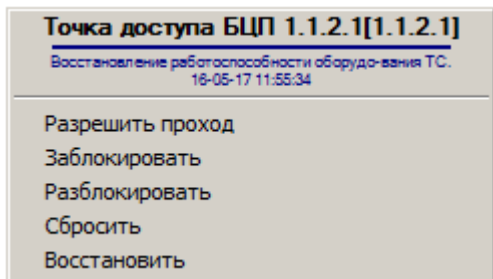 Точка доступа БЦП 1.1.2.1[1.1.2.1]
Восстановление работоспособности оборудо-вания ТС.
16-05-17 11:55:34
Разрешить проход
Заблокировать
Разблокировать
Сбросить
Восстановить